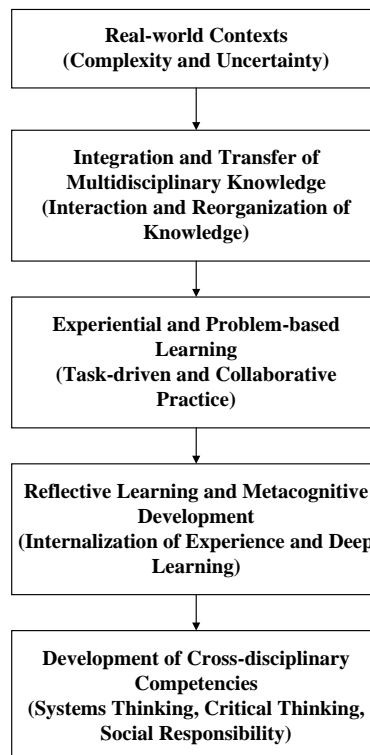 Real-world Contexts
(Complexity and Uncertainty)
Integration and Transfer of
Multidisciplinary Knowledge
(Interaction and Reorganization of
Knowledge)
Experiential and Problem-based
Learning
(Task-driven and Collaborative
Practice)
Reflective Learning and Metacognitive
Development
(Internalization of Experience and Deep
Learning)
Development of Cross-disciplinary
Competencies
(Systems Thinking, Critical Thinking,
Social Responsibility)